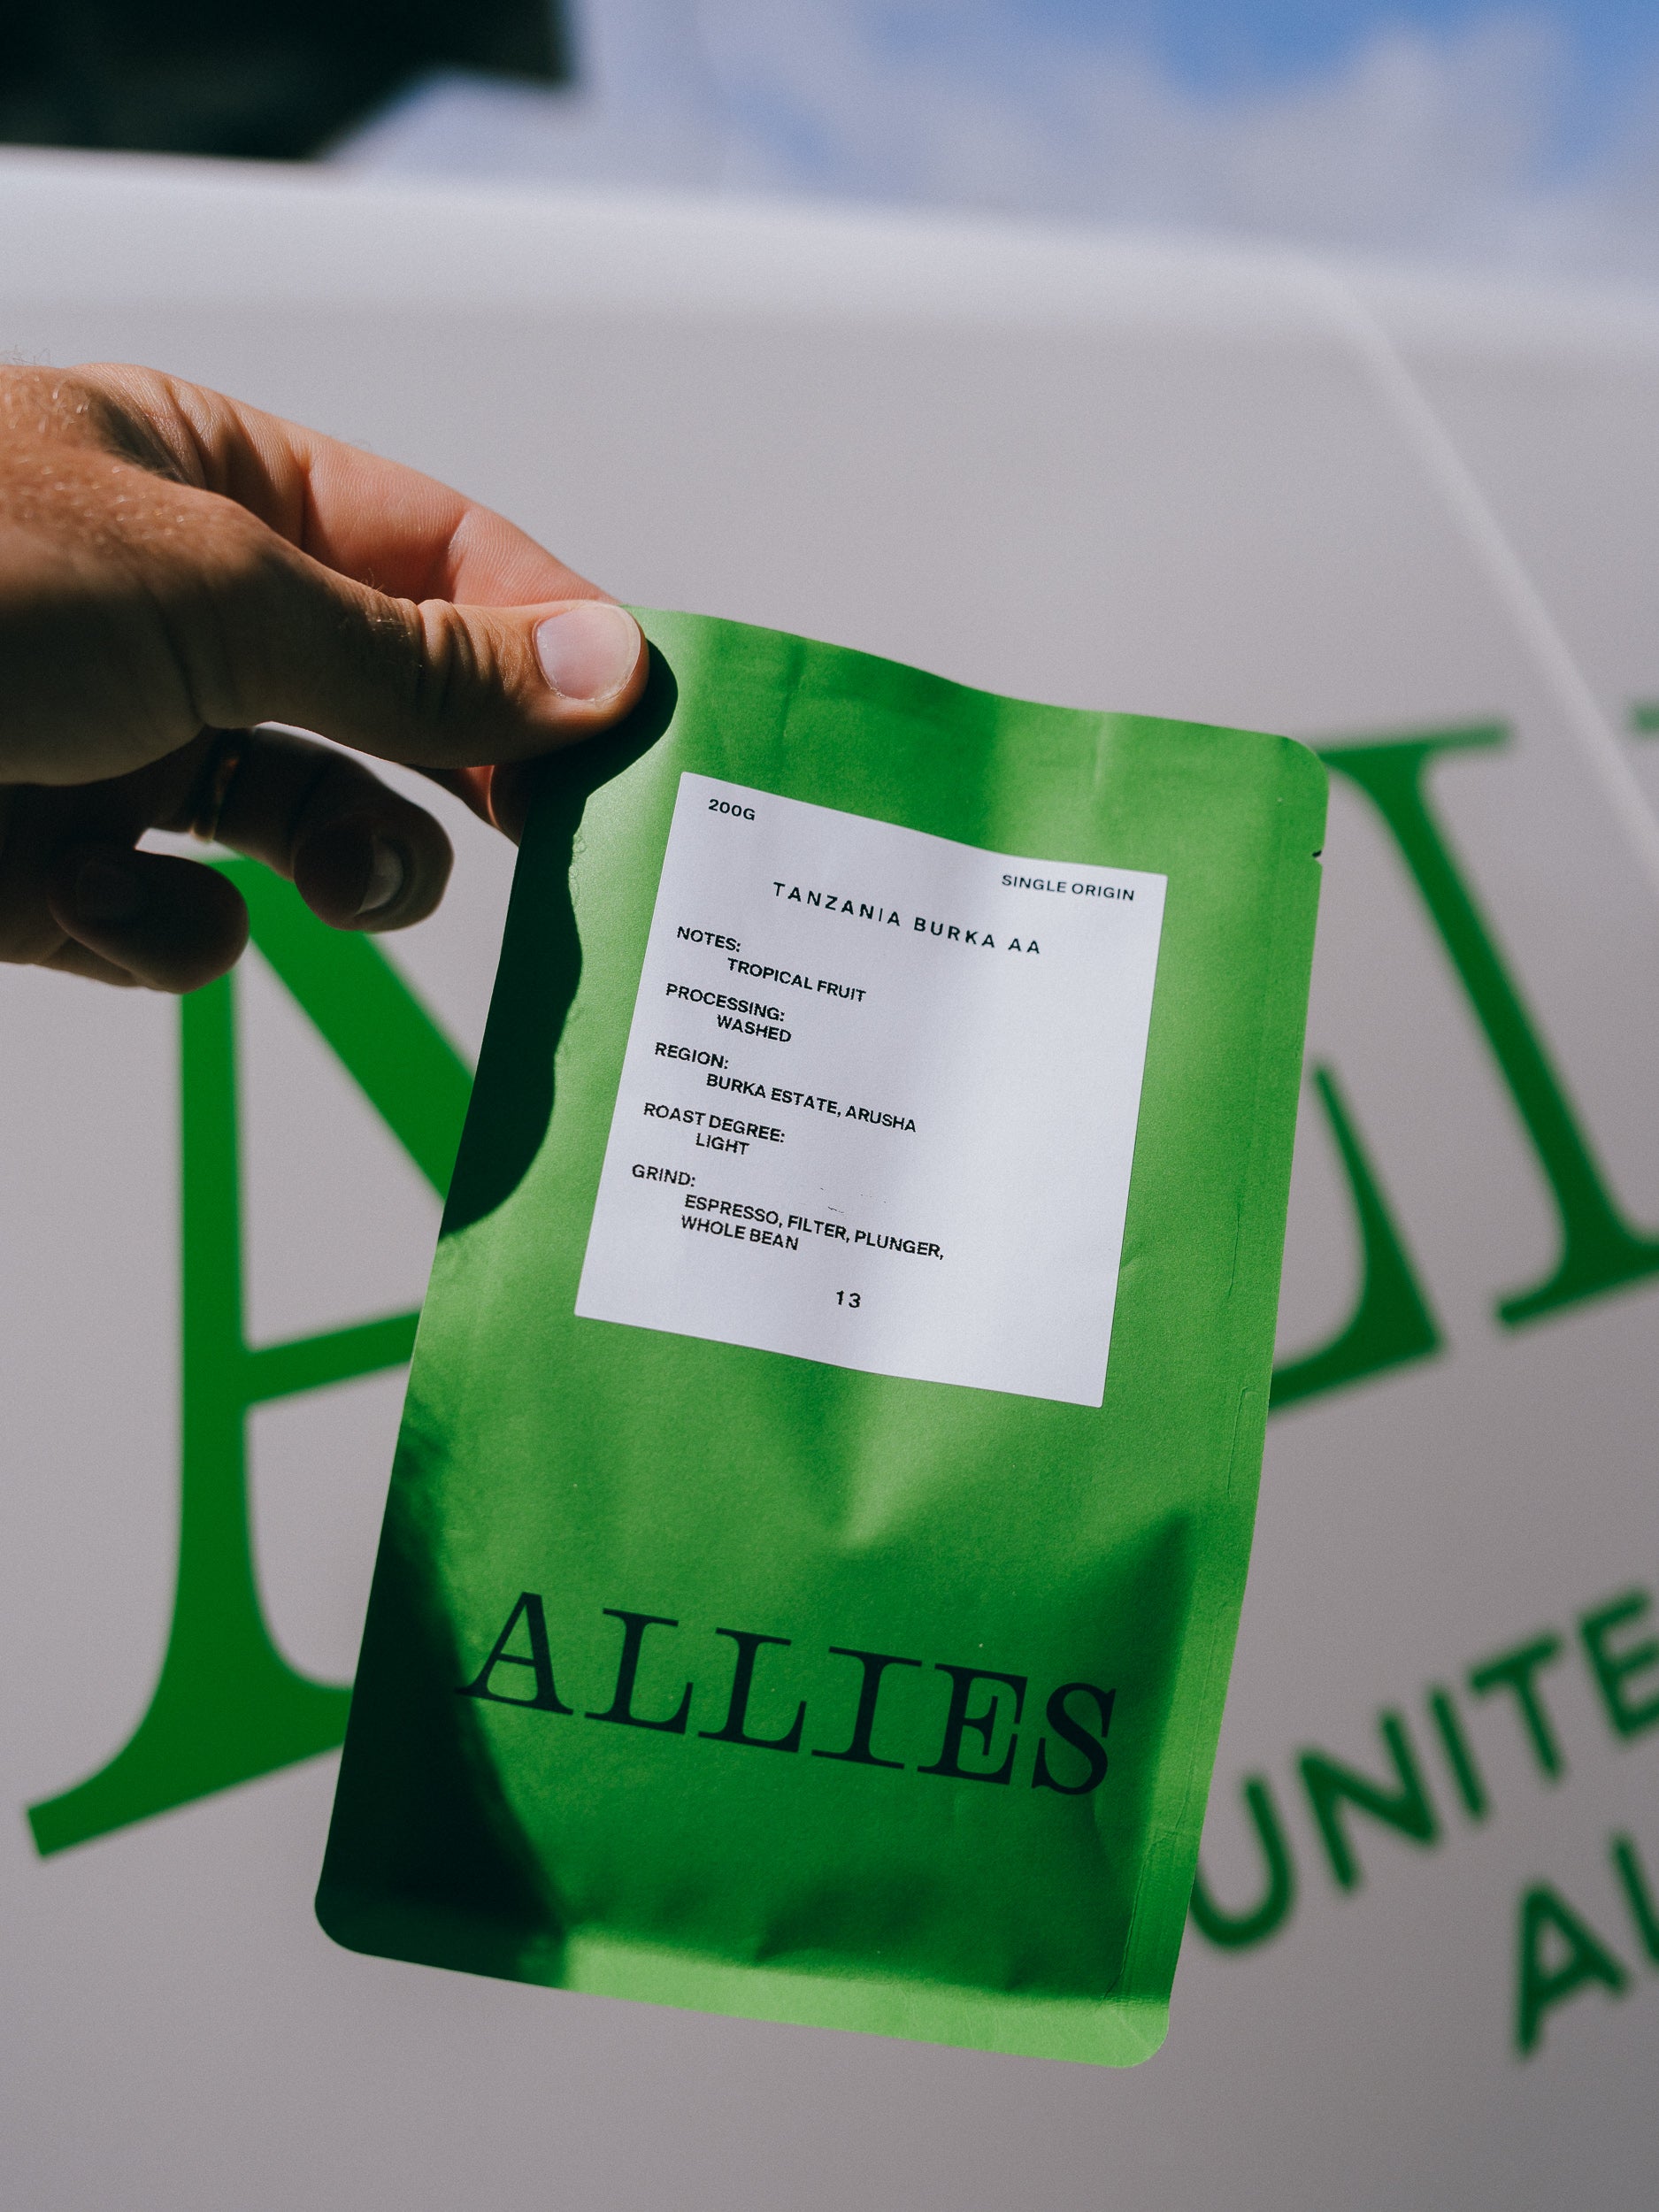 200G
SINGLE ORIGIN
TANZANIA BURKA AA
NOTES:
TROPICAL FRUIT
PROCESSING:
WASHED
REGION:
BURKA ESTATE, ARUSHA
ROAST DEGREE:
LIGHT
GRIND:
ESPRESSO, FILTER, PLUNGER,
WHOLE BEAN
13
ALLIES
UNITE